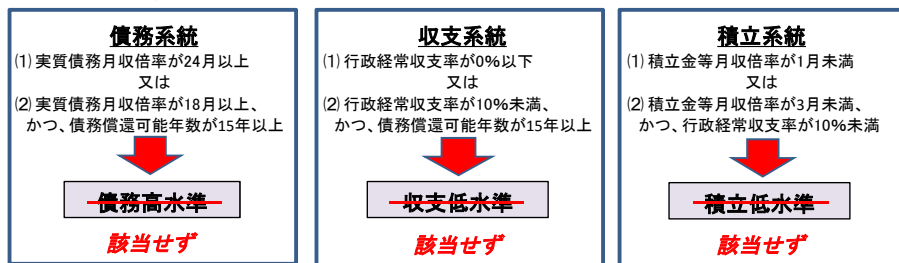 債務系統
⑴ 実質債務月収倍率が24月以上
又は
⑵ 実質債務月収倍率が18月以上、
かつ、債務償還可能年数が15年以上
債務高水準
該当せず
収支系統
⑴ 行政経常収支率が0%以下
又は
⑵ 行政経常収支率が10%未満、
かつ、債務償還可能年数が15年以上
収支低水準
該当せず
積立系統
⑴ 積立金等月収倍率が1月未満
又は
⑵ 積立金等月収倍率が3月未満、
かつ、行政経常収支率が10%未満
積立低水準
該当せず